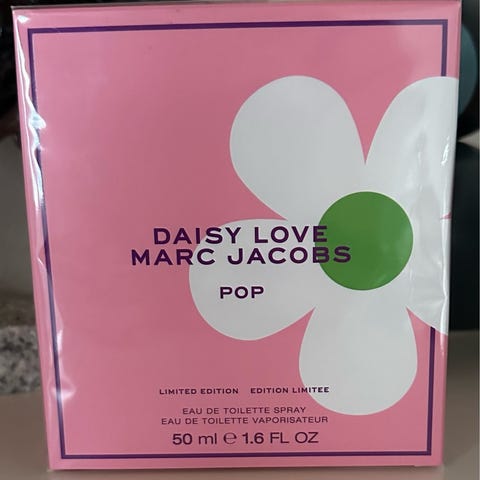 DAISY LOVE
MARC JACOBS
POP
LIMITED EDITION EDITION LIMITEE
EAU DE TOILETTE SPRAY
EAU DE TOILETTE VAPORISATEUR
50 ml ℮ 1.6 FL OZ